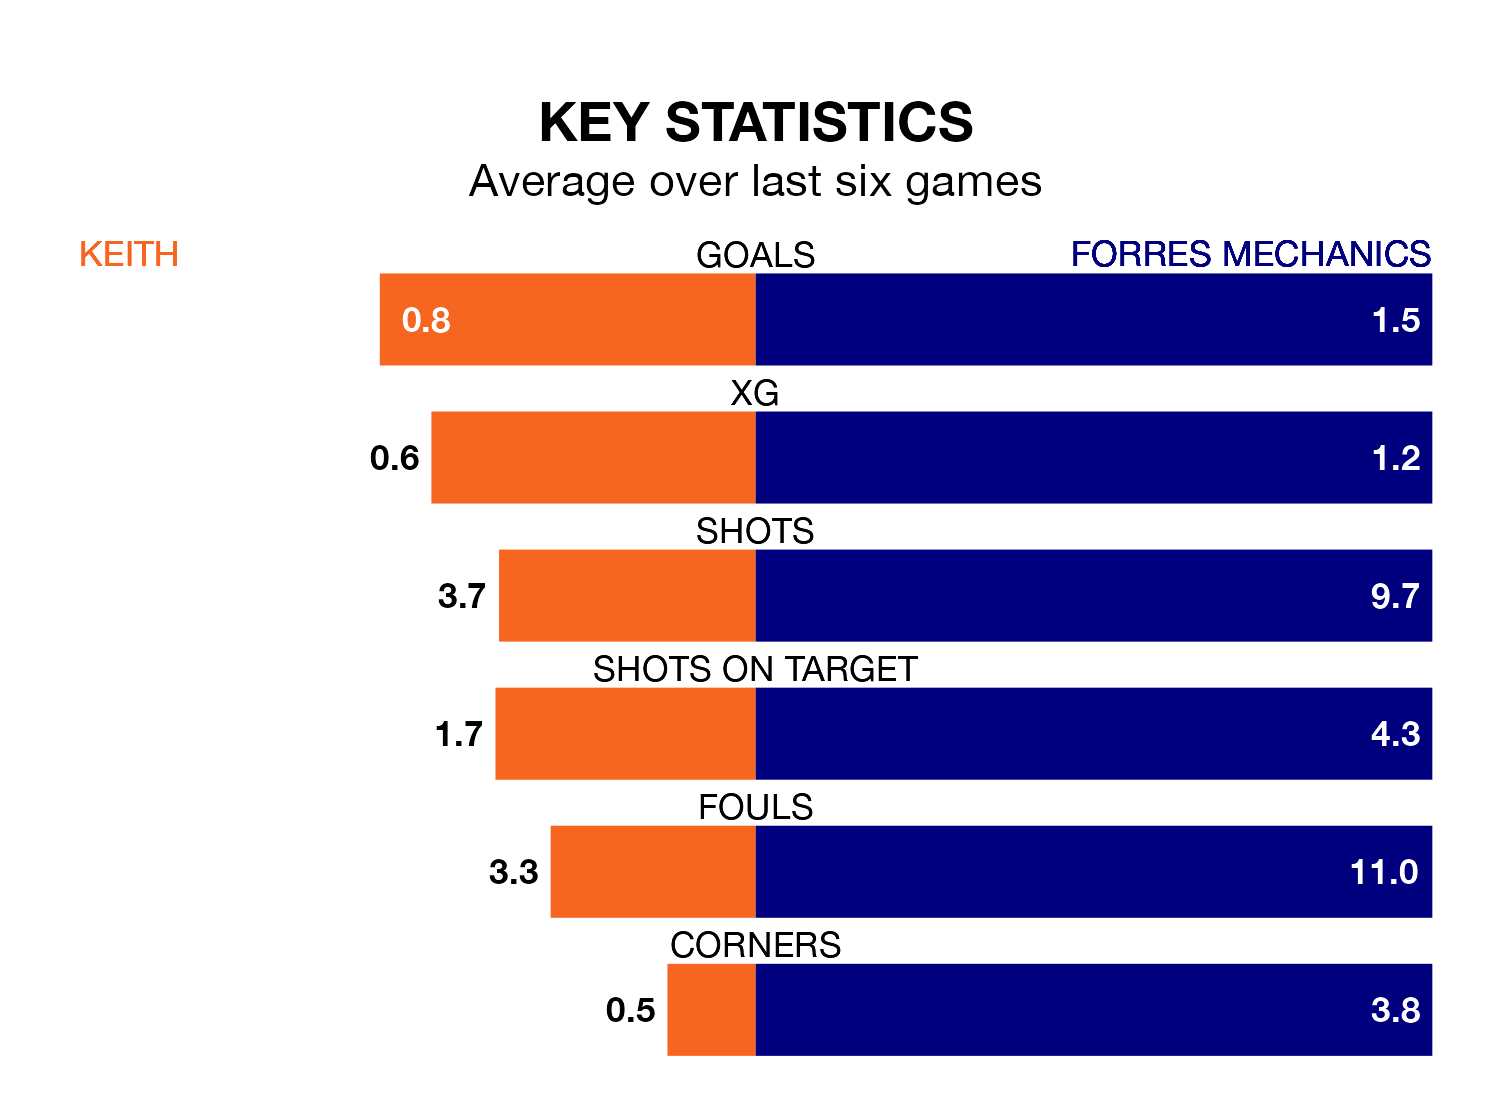 KEY STATISTICS
Average over last six games
KEITH GOALS FORRES MECHANICS
0.8 1.5
XG
0.6 1.2
SHOTS
3.7 9.7
SHOTS ON TARGET
1.7 4.3
FOULS
3.3 11.0
CORNERS
0.5 3.8